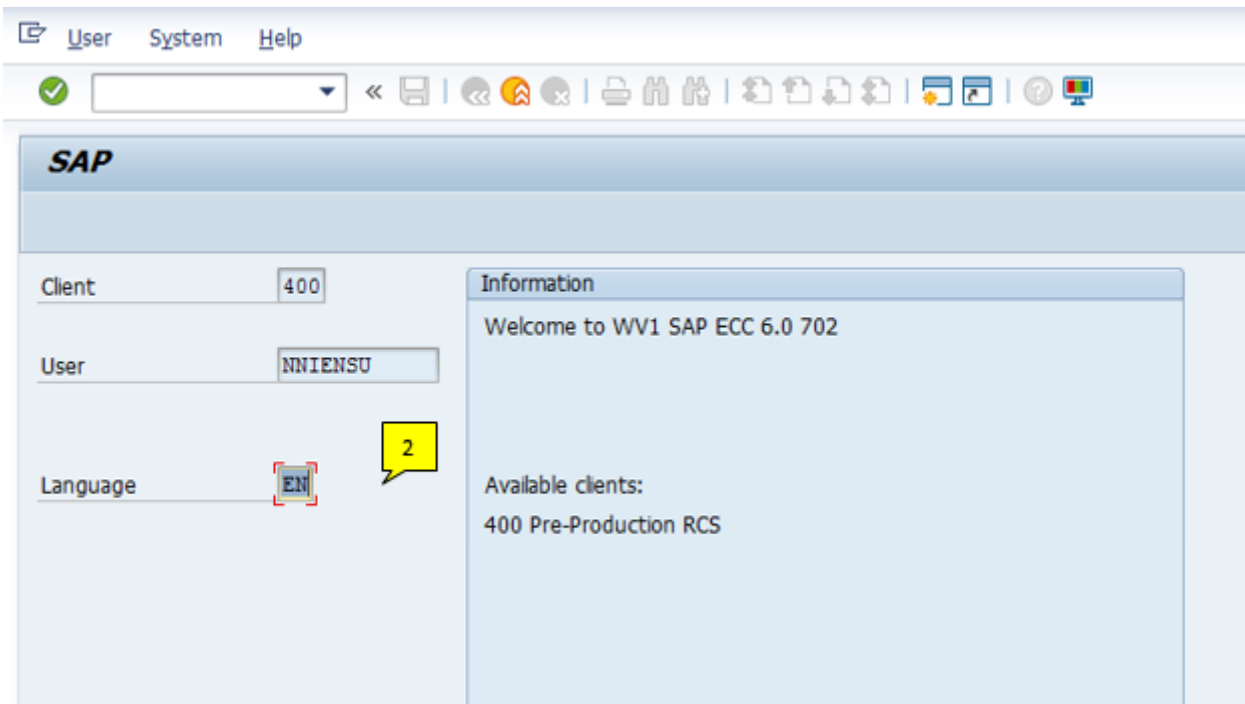 User System Help
SAP
Client 400
User NNIENSU
Language EN
2
Information
Welcome to WV1 SAP ECC 6.0 702
Available clients:
400 Pre-Production RCS